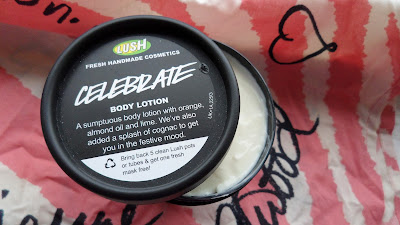 LUSH
FRESH HANDMADE COSMETICS
CELEBRATE
BODY LOTION
A sumptuous body lotion with orange,
almond oil and lime. We've also
added a splash of cognac to get
you in the festive mood.
Bring back 5 clean Lush pots
or tubes & get one fresh
mask free!